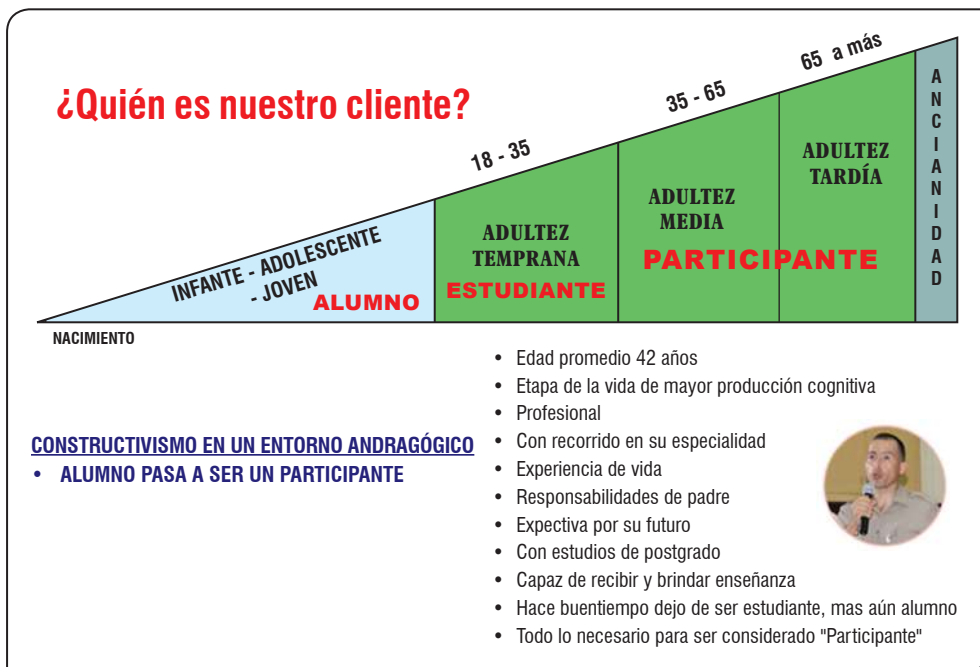 ¿Quién es nuestro cliente?
18 - 35
35 - 65
65 a más
INFANTE - ADOLESCENTE
- JOVEN
ALUMNO
ADULTEZ
TEMPRANA
ESTUDIANTE
ADULTEZ
MEDIA
ADULTEZ
TARDÍA
PARTICIPANTE
ANCIANIDAD
NACIMIENTO
CONSTRUCTIVISMO EN UN ENTORNO ANDRAGÓGICO
• ALUMNO PASA A SER UN PARTICIPANTE
• Edad promedio 42 años
• Etapa de la vida de mayor producción cognitiva
• Profesional
• Con recorrido en su especialidad
• Experiencia de vida
• Responsabilidades de padre
• Expectiva por su futuro
• Con estudios de postgrado
• Capaz de recibir y brindar enseñanza
• Hace buentiempo dejo de ser estudiante, mas aún alumno
• Todo lo necesario para ser considerado "Participante"